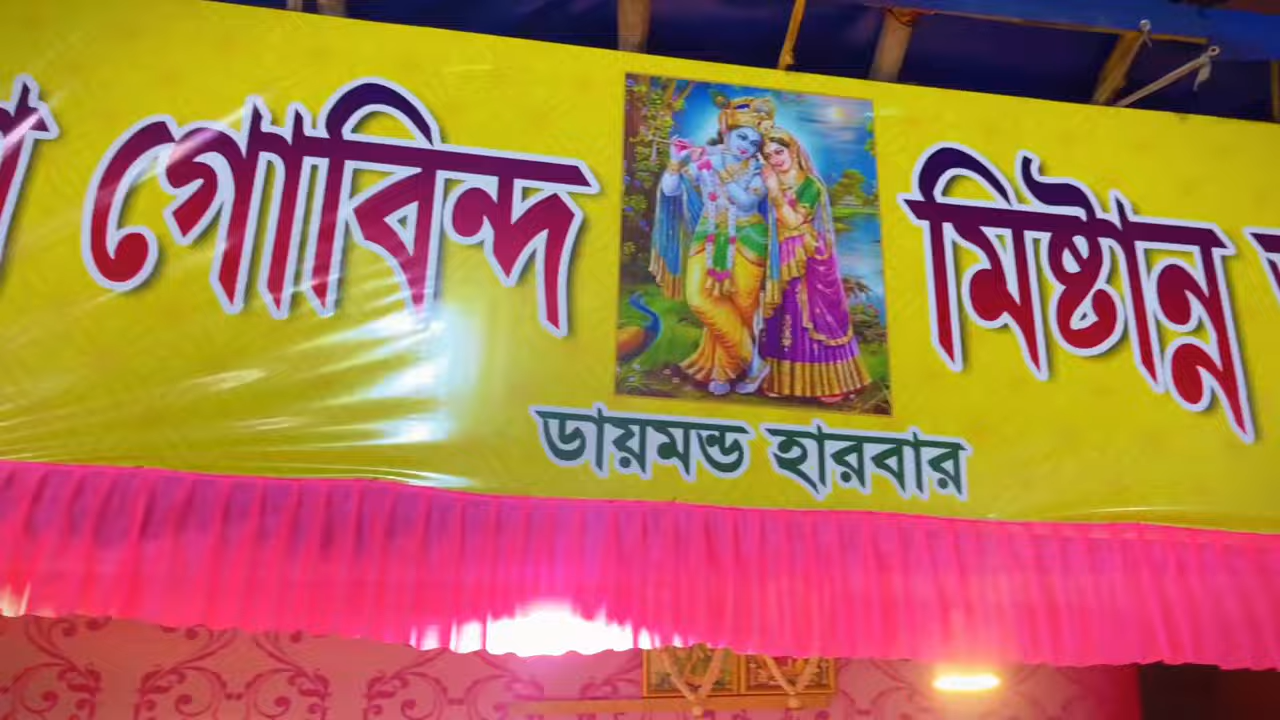 গোবিন্দ মিষ্টান্ন
ডায়মন্ড হারবার